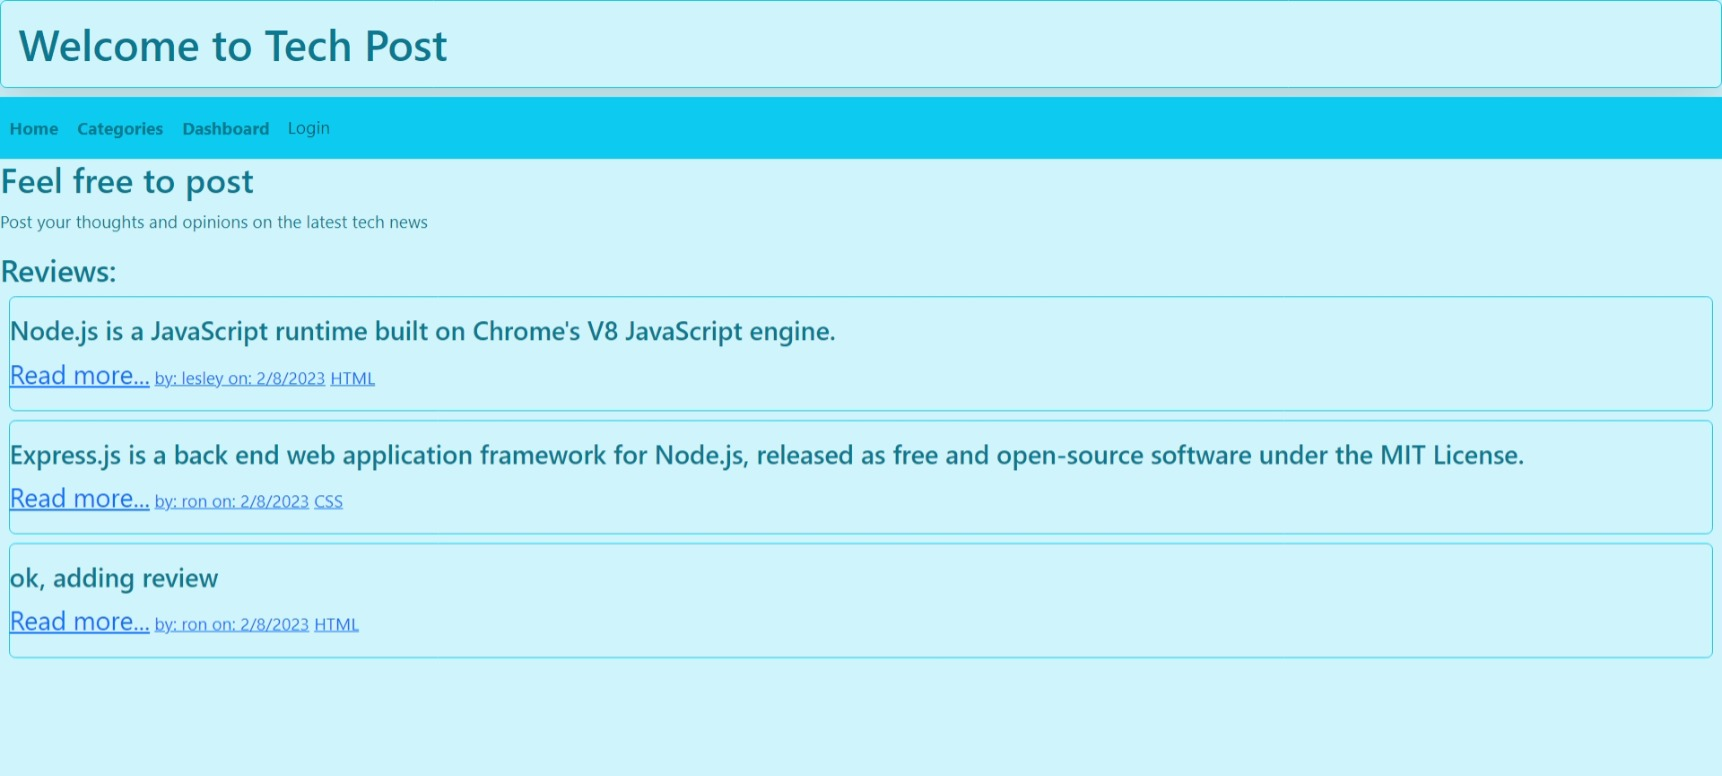 Welcome to Tech Post
Home Categories Dashboard Login
Feel free to post
Post your thoughts and opinions on the latest tech news
Reviews:
Node.js is a JavaScript runtime built on Chrome's V8 JavaScript engine.
Read more... by: lesley on: 2/8/2023 HTML
Express.js is a back end web application framework for Node.js, released as free and open-source software under the MIT License.
Read more... by: ron on: 2/8/2023 CSS
ok, adding review
Read more... by: ron on: 2/8/2023 HTML